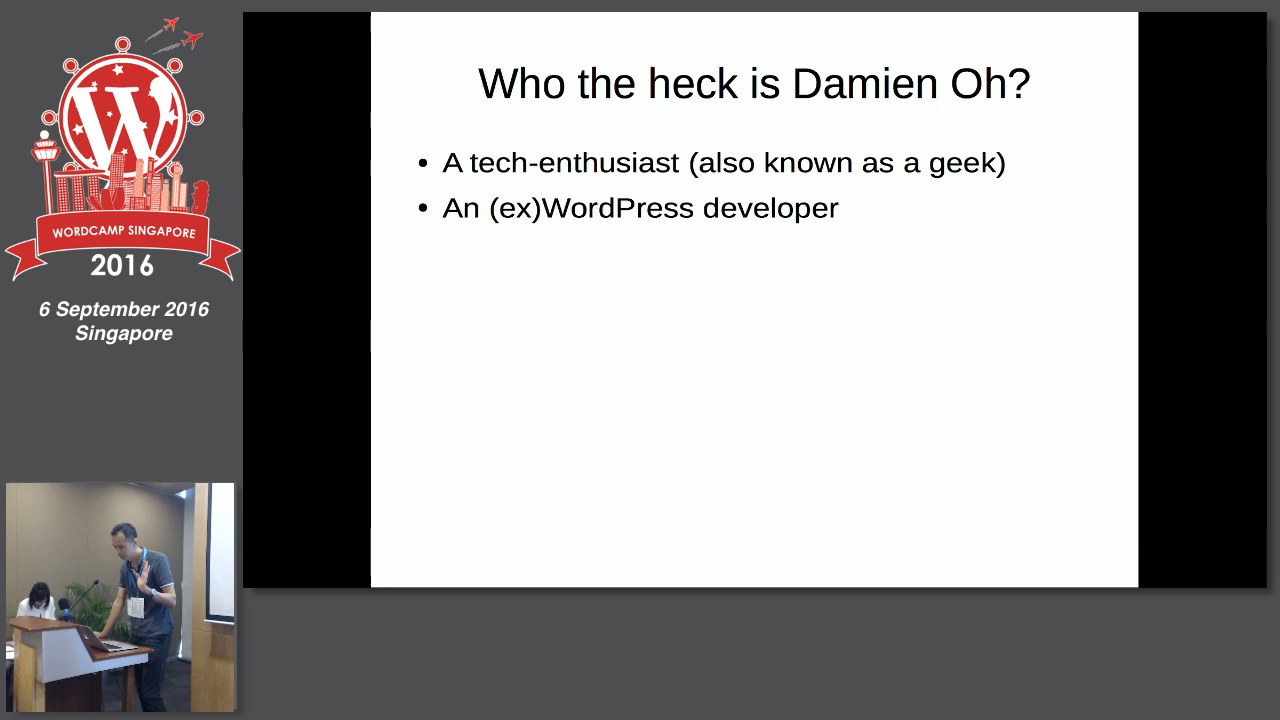 WORDCAMP SINGAPORE
2016
6 September 2016
Singapore
Who the heck is Damien Oh?
• A tech-enthusiast (also known as a geek)
• An (ex)WordPress developer